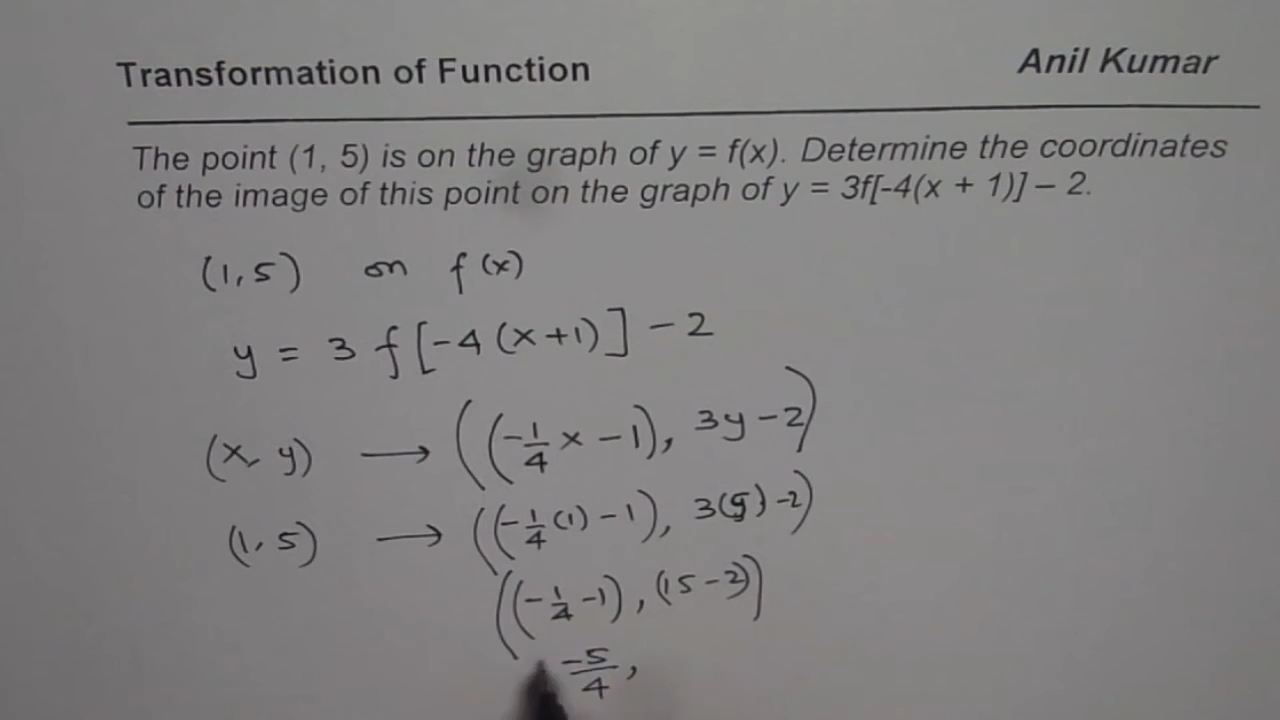 Transformation of Function Anil Kumar
The point (1, 5) is on the graph of y = f(x). Determine the coordinates
of the image of this point on the graph of y = 3f[-4(x + 1)] – 2.
(1,5) on f(x)
y = 3 f[-4(x+1)] -2
(x, y) → ((-1/4 x -1), 3y-2)
(1,5) → ((-1/4 (1) -1), 3(5) -2)
((-1/4 -1), (15-2))
-5/4,